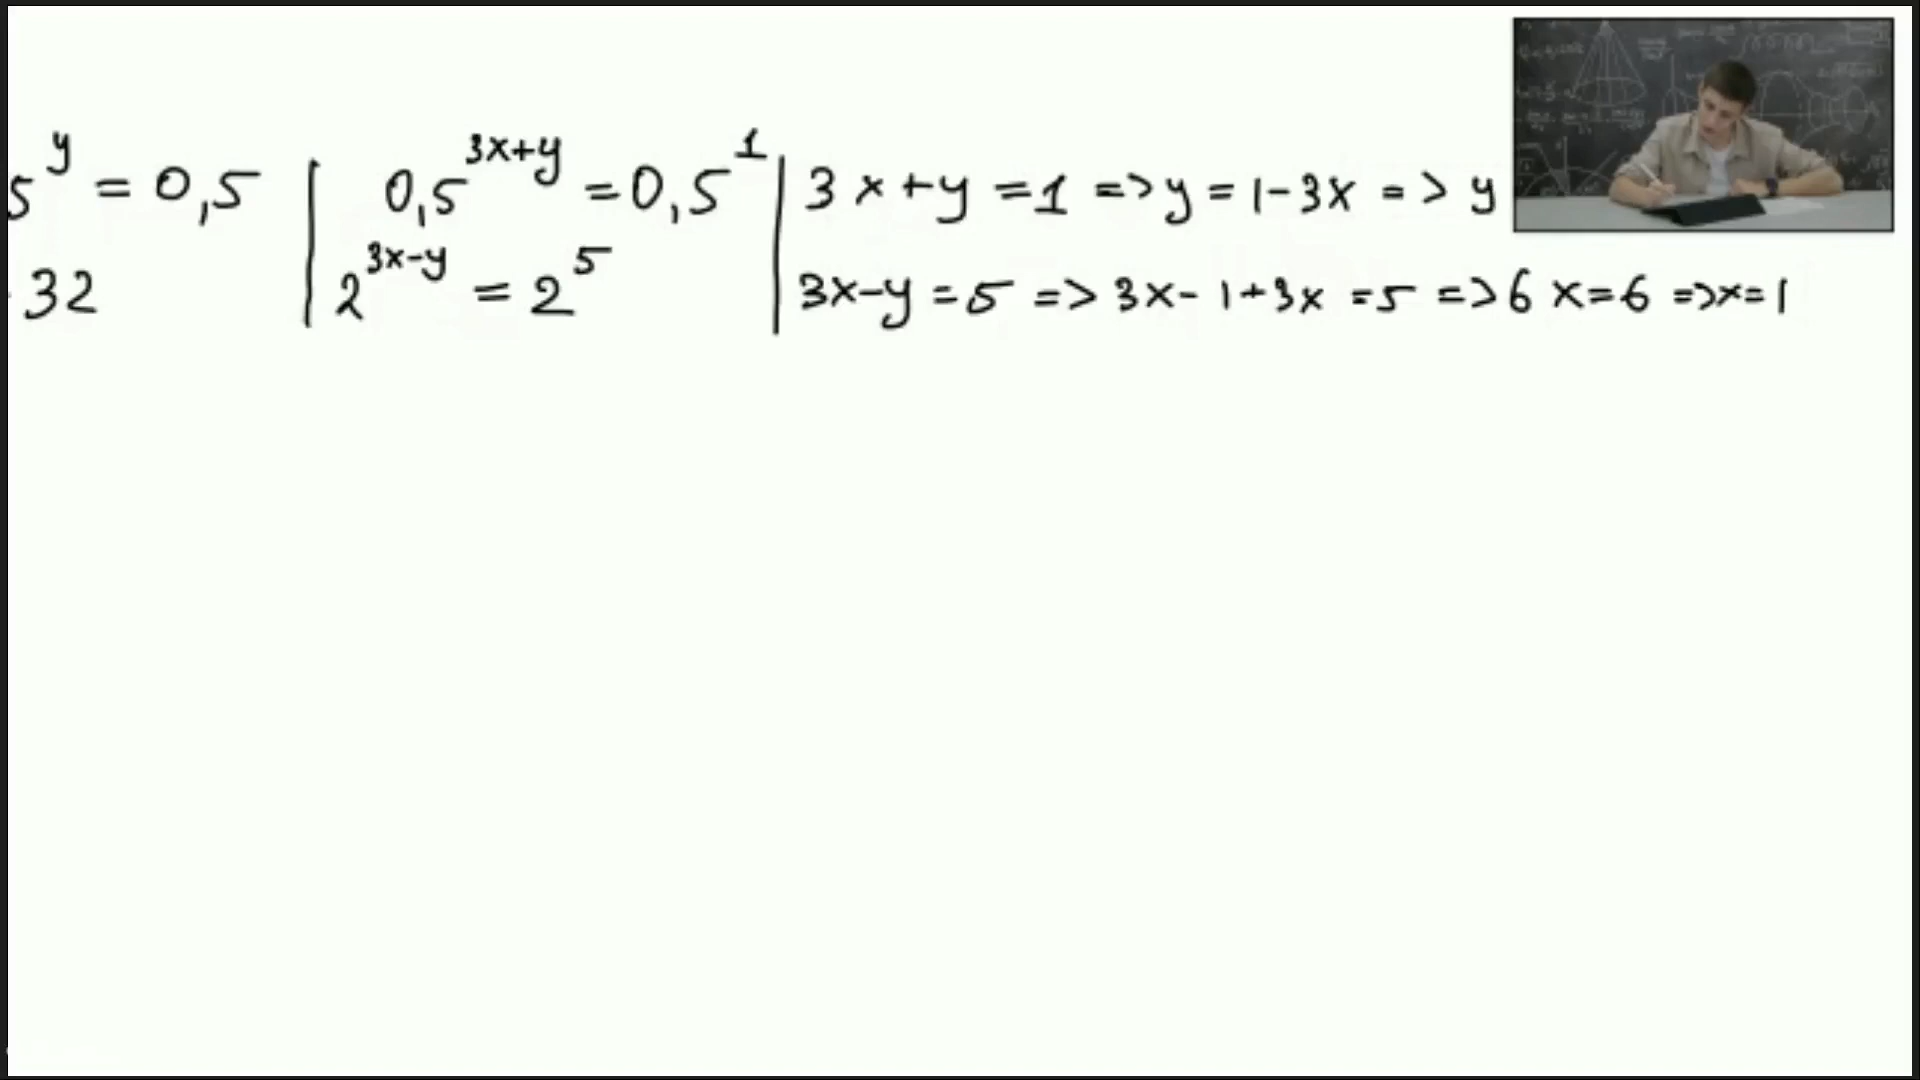 5^y = 0,5 | 0,5^{3x+y} = 0,5^1 | 3x+y = 1 => y = 1-3x => y
32 | 2^{3x-y} = 2^5 | 3x-y = 5 => 3x-1+3x = 5 => 6x=6 => x=1